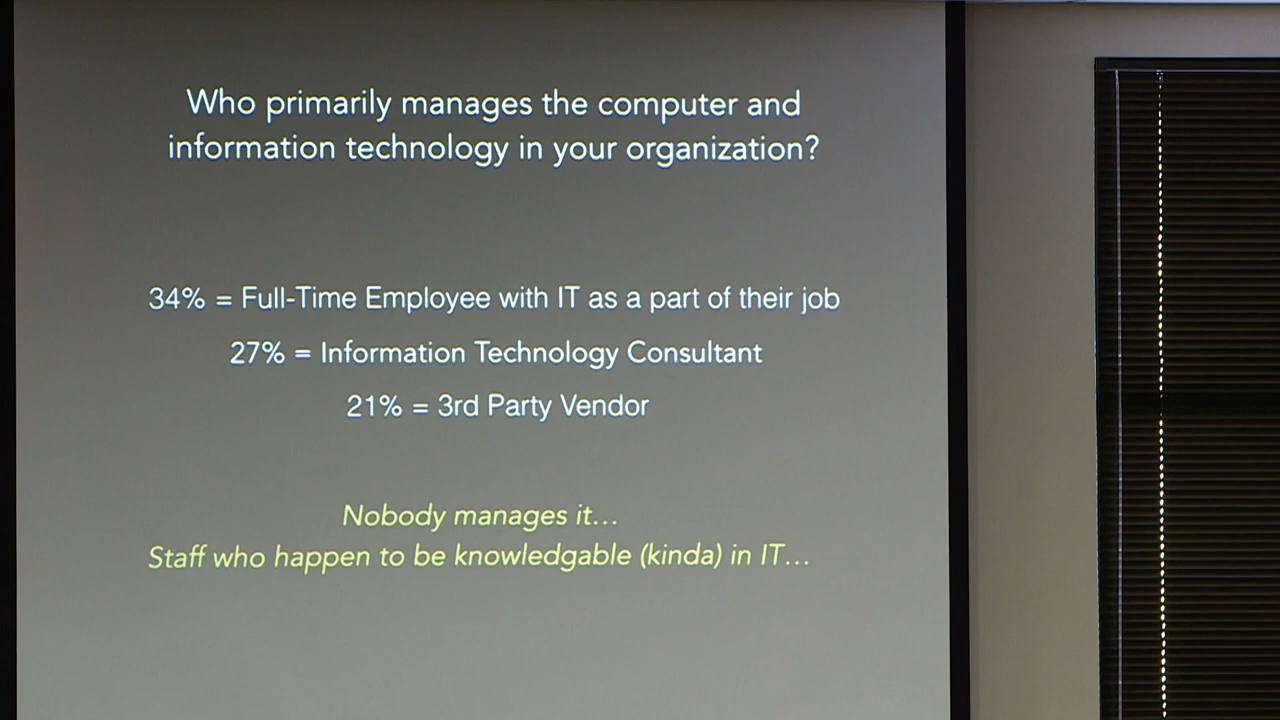 Who primarily manages the computer and
information technology in your organization?
34% = Full-Time Employee with IT as a part of their job
27% = Information Technology Consultant
21% = 3rd Party Vendor
Nobody manages it…
Staff who happen to be knowledgable (kinda) in IT…